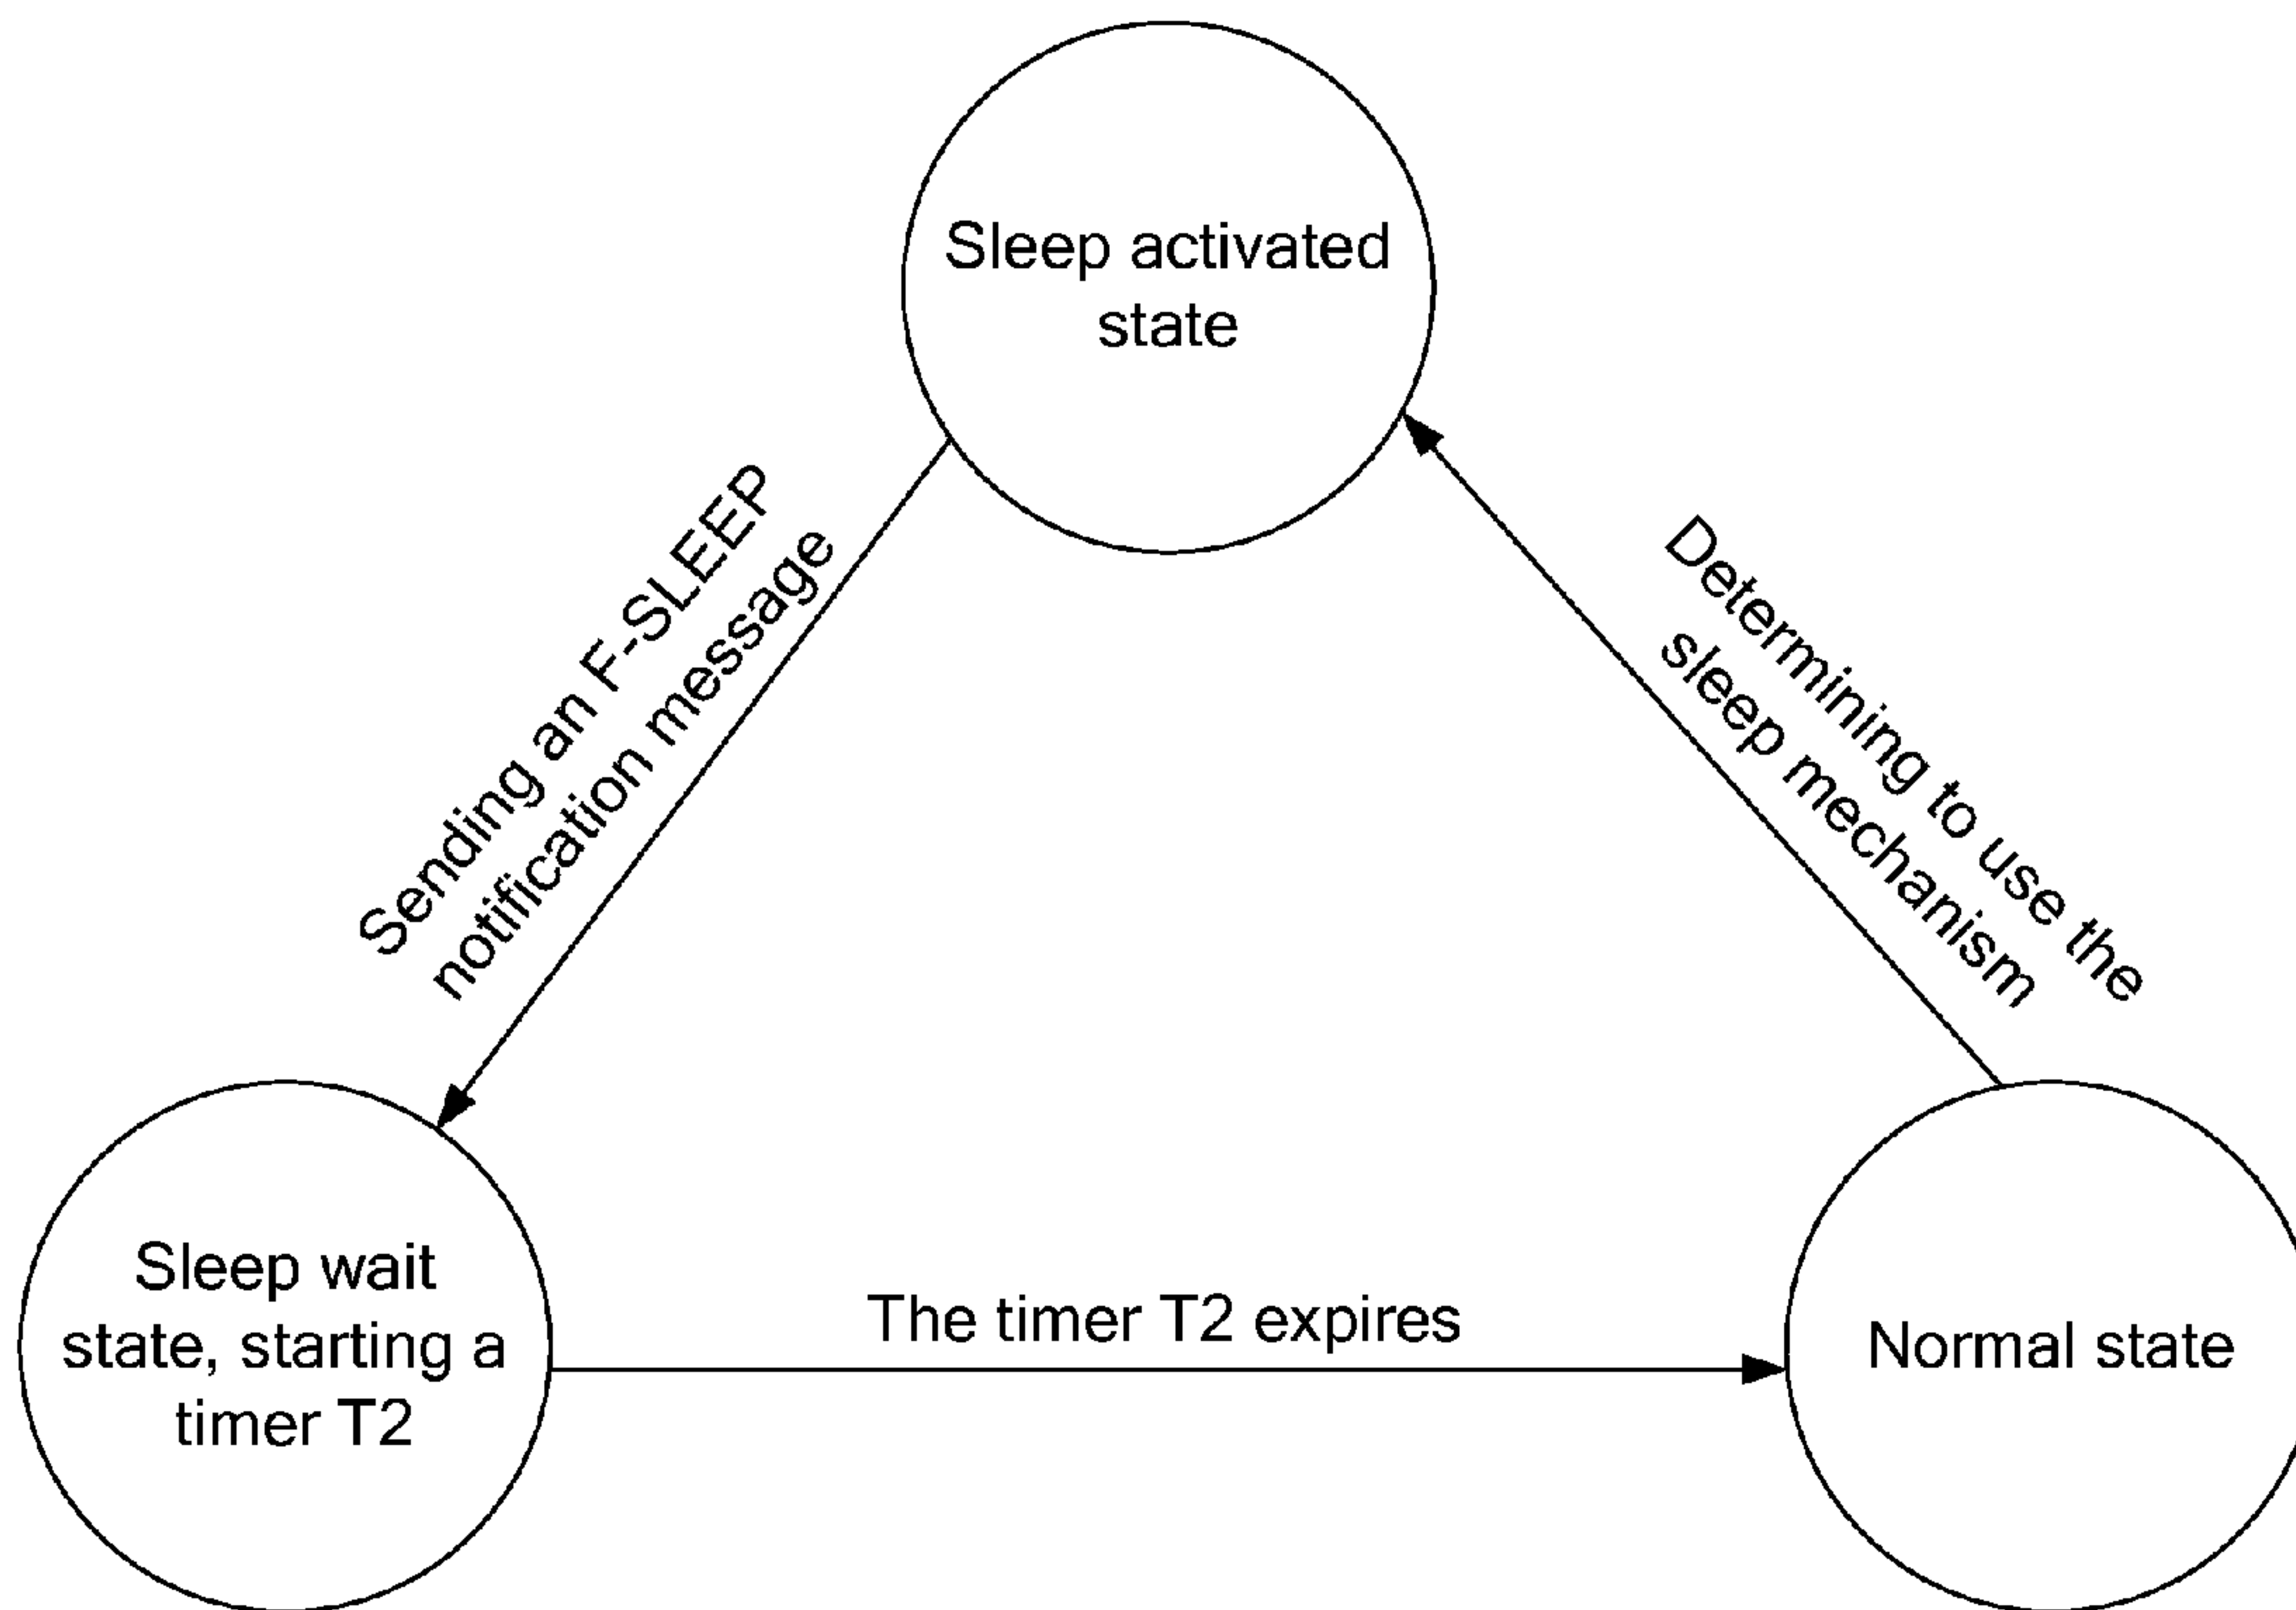 Sleep activated
state
Sending an F-SLEEP
notification message
Determining to use the
sleep mechanism
Sleep wait
state, starting a
timer T2
The timer T2 expires
Normal state